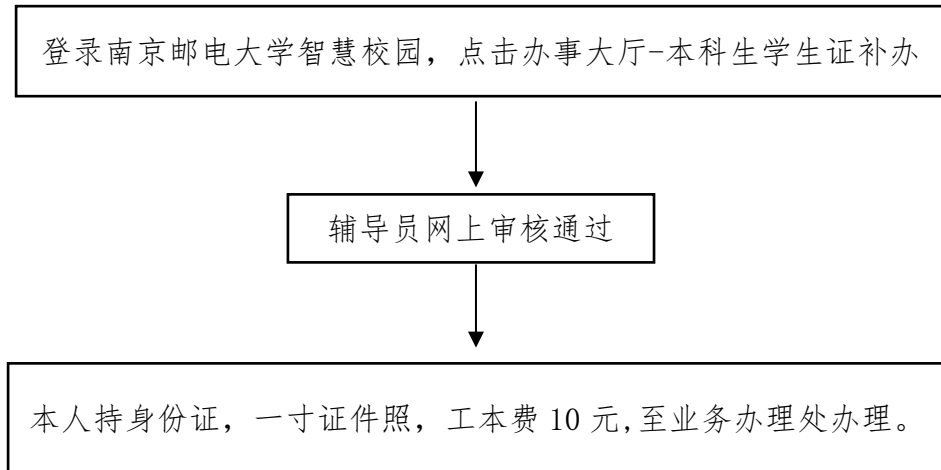 登录南京邮电大学智慧校园，点击办事大厅-本科生学生证补办
辅导员网上审核通过
本人持身份证，一寸证件照，工本费 10 元,至业务办理处办理。